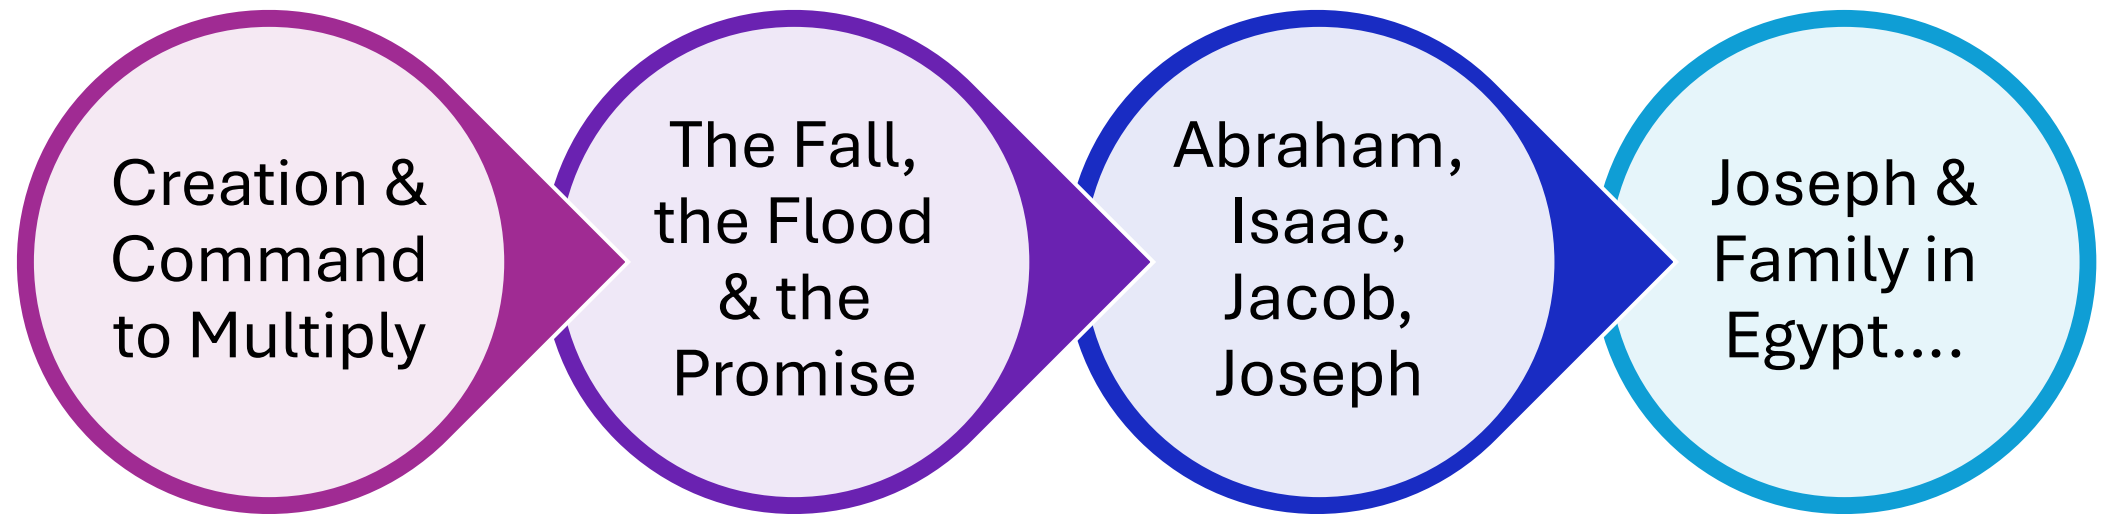 Creation &
Command
to Multiply
The Fall,
the Flood
& the
Promise
Abraham,
Isaac,
Jacob,
Joseph
Joseph &
Family in
Egypt....